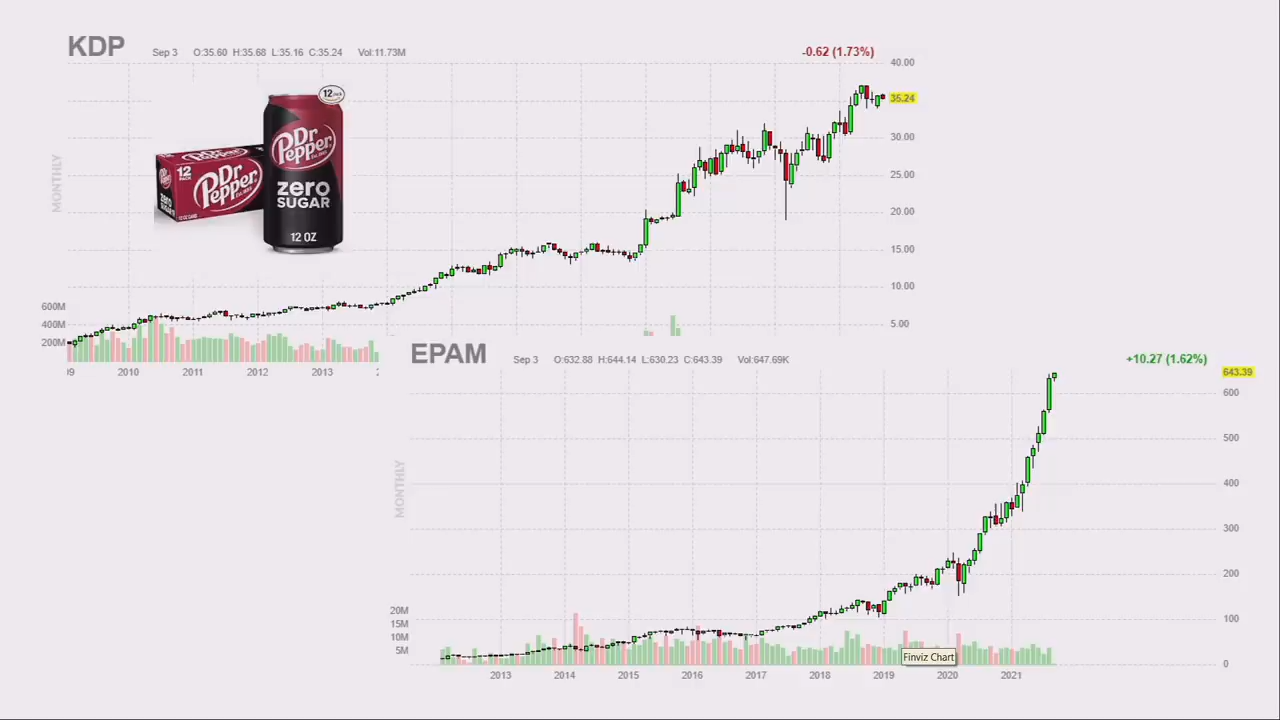 KDP
Sep 3 O:35.60 H:35.68 L:35.16 C:35.24 Vol:11.73M
-0.62 (1.73%)
40.00
35.24
30.00
25.00
20.00
15.00
10.00
5.00
MONTHLY
12
Dr Pepper
zero SUGAR
12 OZ
12 PACK
Dr Pepper
600M
400M
200M
2010 2011 2012 2013
EPAM
Sep 3 O:632.88 H:644.14 L:630.23 C:643.39 Vol:647.69K
+10.27 (1.62%)
643.39
600
500
400
300
200
100
0
MONTHLY
20M
15M
10M
5M
Finviz Chart
2013 2014 2015 2016 2017 2018 2019 2020 2021